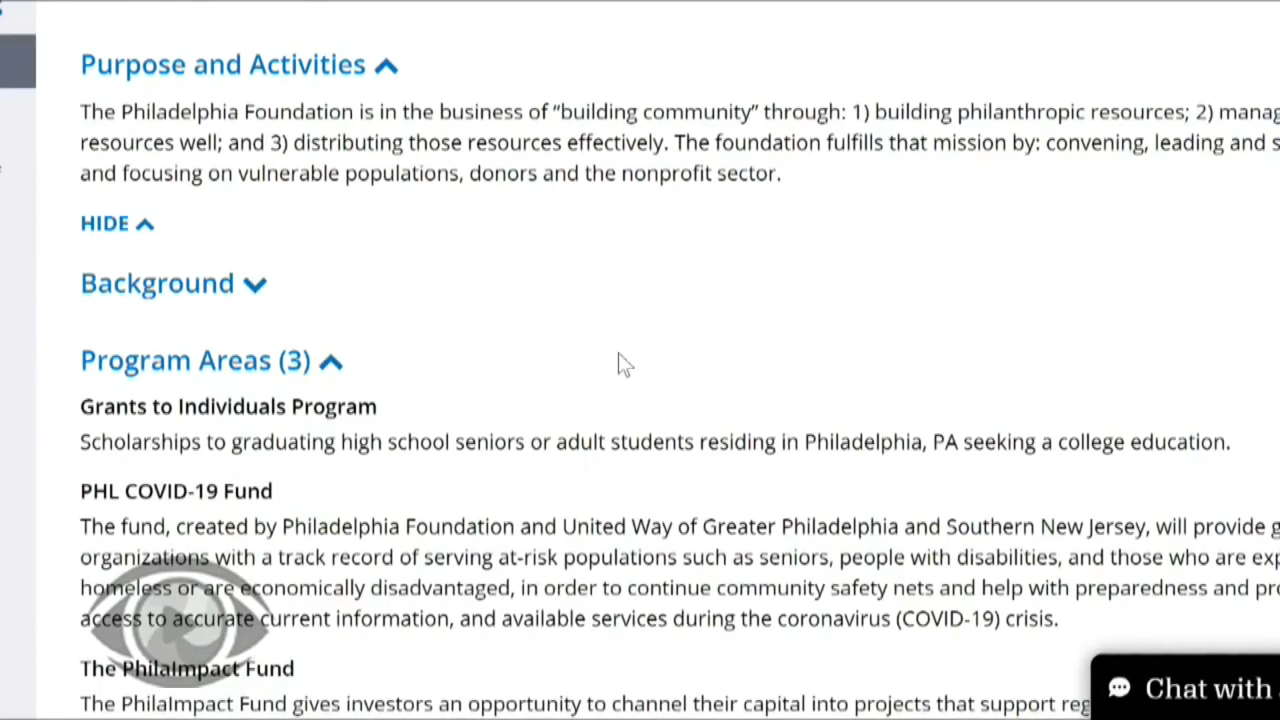 Purpose and Activities
The Philadelphia Foundation is in the business of “building community” through: 1) building philanthropic resources; 2) manag
resources well; and 3) distributing those resources effectively. The foundation fulfills that mission by: convening, leading and s
and focusing on vulnerable populations, donors and the nonprofit sector.
HIDE
Background
Program Areas (3)
Grants to Individuals Program
Scholarships to graduating high school seniors or adult students residing in Philadelphia, PA seeking a college education.
PHL COVID-19 Fund
The fund, created by Philadelphia Foundation and United Way of Greater Philadelphia and Southern New Jersey, will provide g
organizations with a track record of serving at-risk populations such as seniors, people with disabilities, and those who are exp
homeless or are economically disadvantaged, in order to continue community safety nets and help with preparedness and pro
access to accurate current information, and available services during the coronavirus (COVID-19) crisis.
The PhilaImpact Fund
The PhilaImpact Fund gives investors an opportunity to channel their capital into projects that support reg
Chat with